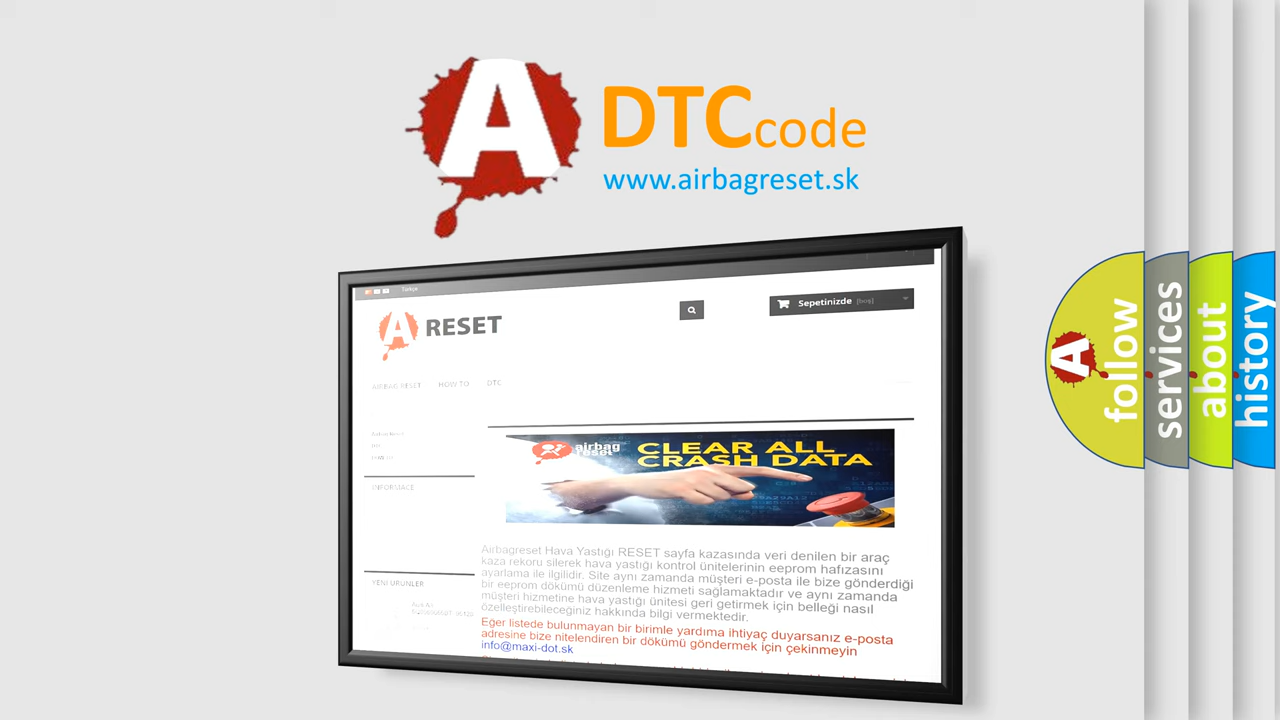 A DTCcode
www.airbagreset.sk
Türkçe
A RESET
Sepetinizde [boş]
AIRBAG RESET HOW TO DTC
INFORMACE
YENI ÜRÜNLER
airbag
reset
CLEAR ALL
CRASH DATA
Airbagreset Hava Yastığı RESET sayfa kazasında veri denilen bir araç
kaza rekoru silerek hava yastığı kontrol ünitelerinin eeprom hafızasını
ayarlama ile ilgilidir. Site aynı zamanda müşteri e-posta ile bize gönderdiği
bir eeprom dökümü düzenleme hizmeti sağlamaktadır ve aynı zamanda
müşteri hizmetine hava yastığı ünitesi geri getirmek için belleği nasıl
özelleştirebileceğiniz hakkında bilgi vermektedir.
Eger listede bulunmayan bir birimle yardıma ihtiyaç duyarsanız e-posta
adresine bize nitelendiren bir dökümü göndermek için çekinmeyin
info@maxi-dot.sk
A follow
services
about
history